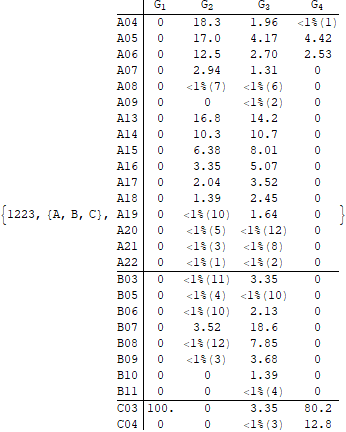 G1 G2 G3 G4
A04 0 18.3 1.96 <1%(1)
A05 0 17.0 4.17 4.42
A06 0 12.5 2.70 2.53
A07 0 2.94 1.31 0
A08 0 <1%(7) <1%(6) 0
A09 0 0 <1%(2) 0
A13 0 16.8 14.2 0
A14 0 10.3 10.7 0
A15 0 6.38 8.01 0
A16 0 3.35 5.07 0
A17 0 2.04 3.52 0
A18 0 1.39 2.45 0
{1223, {A, B, C}, A19 0 <1%(10) 1.64 0 }
A20 0 <1%(5) <1%(12) 0
A21 0 <1%(3) <1%(8) 0
A22 0 <1%(1) <1%(2) 0
B03 0 <1%(11) 3.35 0
B05 0 <1%(4) <1%(10) 0
B06 0 <1%(10) 2.13 0
B07 0 3.52 18.6 0
B08 0 <1%(12) 7.85 0
B09 0 <1%(3) 3.68 0
B10 0 0 1.39 0
B11 0 0 <1%(4) 0
C03 100. 0 3.35 80.2
C04 0 0 <1%(3) 12.8